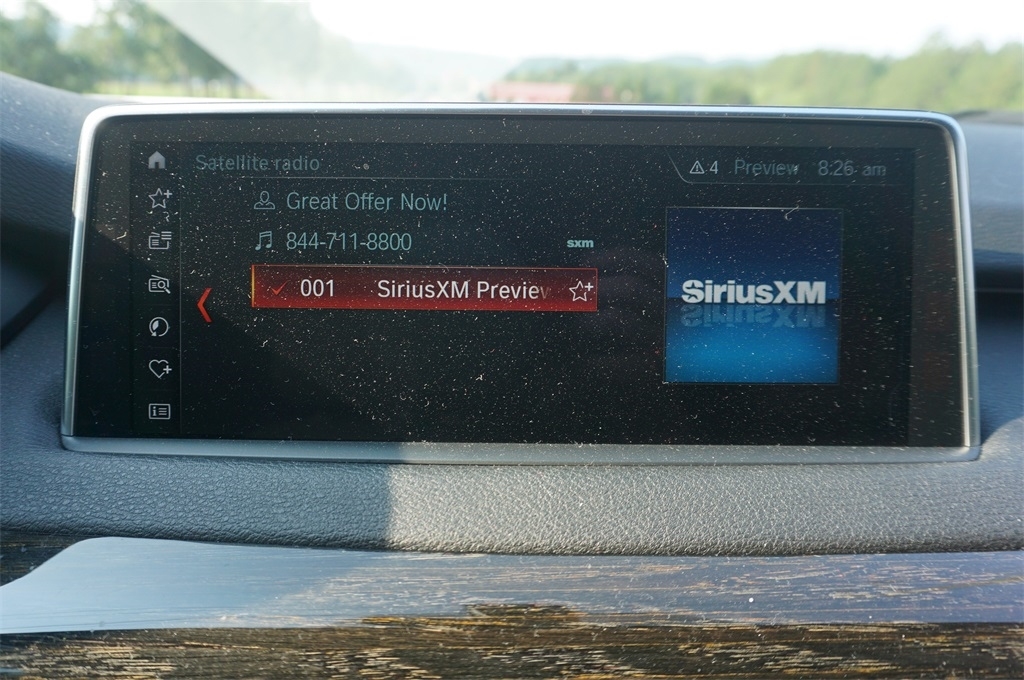 Satellite radio
4 Preview 8:26 am
Great Offer Now!
844-711-8800
sxm
001 SiriusXM Preview
SiriusXM